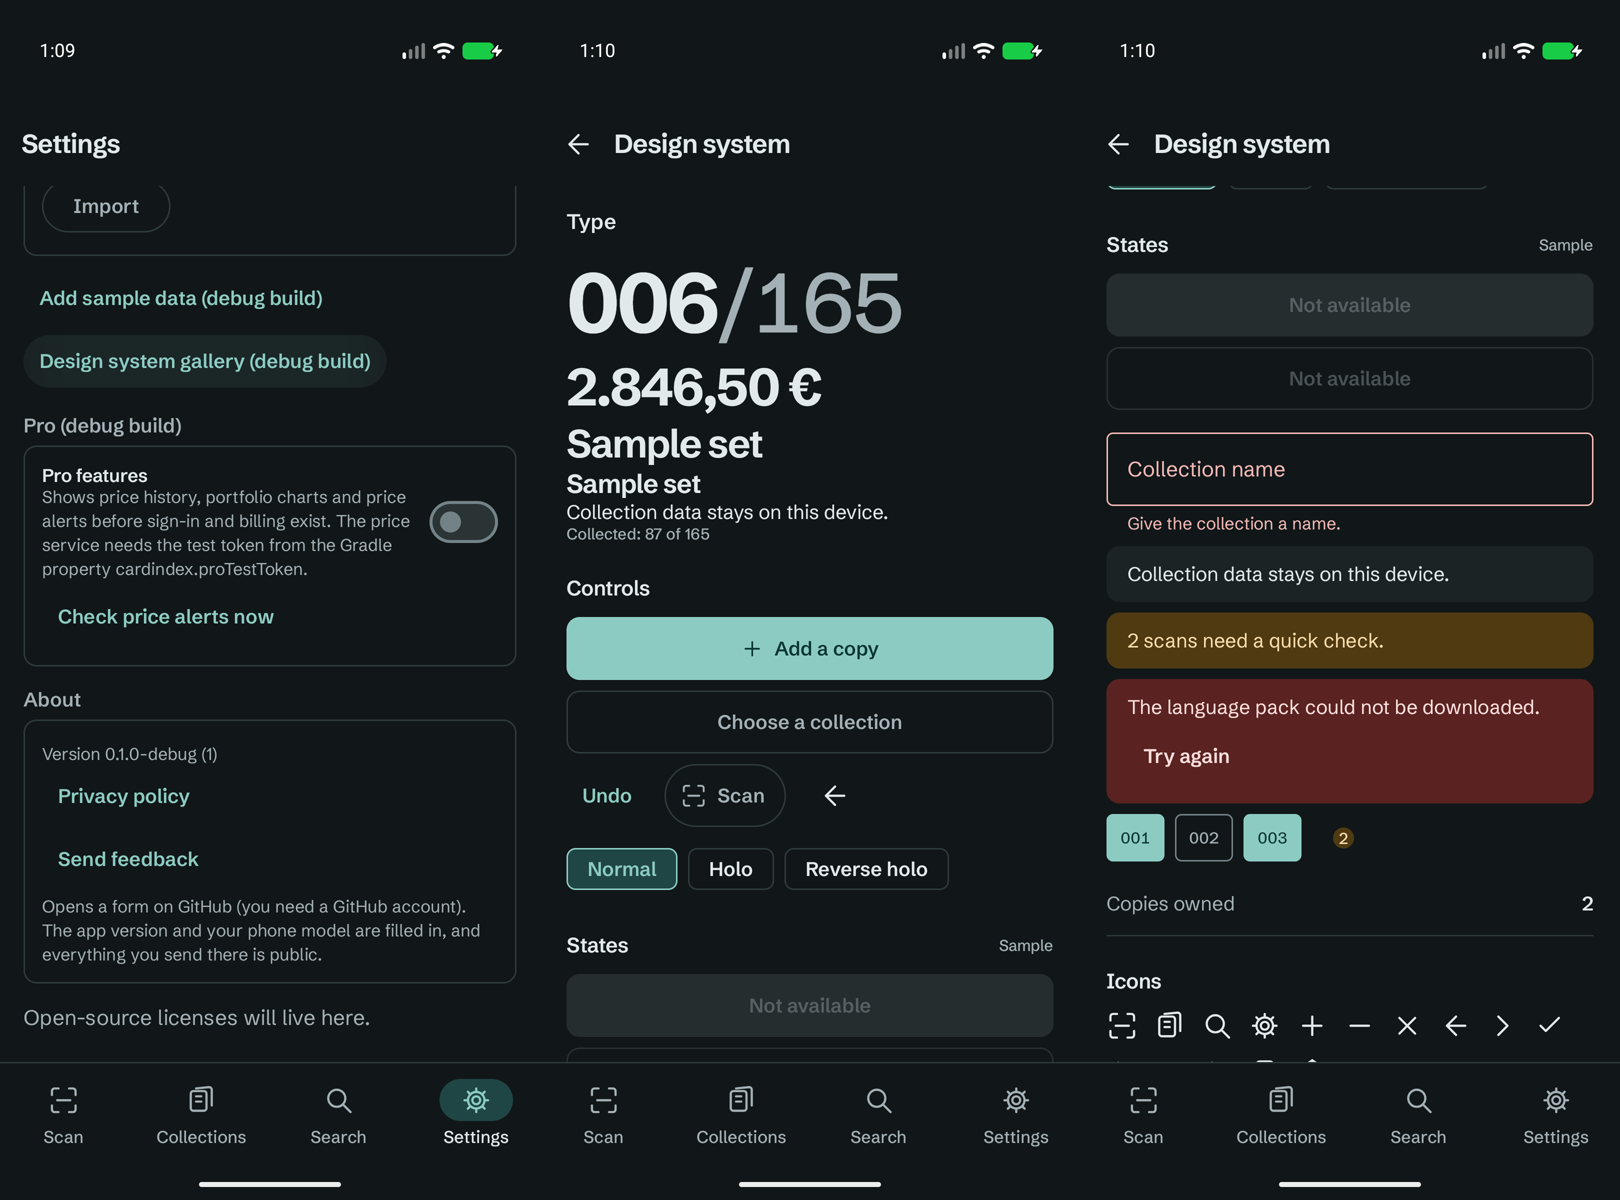 1:09
Settings
Import
Add sample data (debug build)
Design system gallery (debug build)
Pro (debug build)
Pro features
Shows price history, portfolio charts and price
alerts before sign-in and billing exist. The price
service needs the test token from the Gradle
property cardindex.proTestToken.
Check price alerts now
About
Version 0.1.0-debug (1)
Privacy policy
Send feedback
Opens a form on GitHub (you need a GitHub account).
The app version and your phone model are filled in, and
everything you send there is public.
Open-source licenses will live here.
Scan
Collections
Search
Settings
1:10
Design system
Type
006/165
2.846,50 €
Sample set
Sample set
Collection data stays on this device.
Collected: 87 of 165
Controls
Add a copy
Choose a collection
Undo
Scan
Normal
Holo
Reverse holo
States
Sample
Not available
Scan
Collections
Search
Settings
1:10
Design system
States
Sample
Not available
Not available
Collection name
Give the collection a name.
Collection data stays on this device.
2 scans need a quick check.
The language pack could not be downloaded.
Try again
001
002
003
2
Copies owned
2
Icons
Scan
Collections
Search
Settings